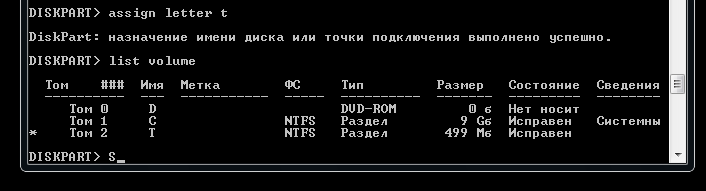 DISKPART> assign letter t
DiskPart: назначение имени диска или точки подключения выполнено успешно.
DISKPART> list volume
Том ### Имя Метка ФС Тип Размер Состояние Сведения
---------- --- ----------- ----- ---------- ------- --------- --------
Том 0 D DVD-ROM 0 б Нет носит
Том 1 C NTFS Раздел 9 Gб Исправен Системны
* Том 2 T NTFS Раздел 499 Mб Исправен
DISKPART> S_